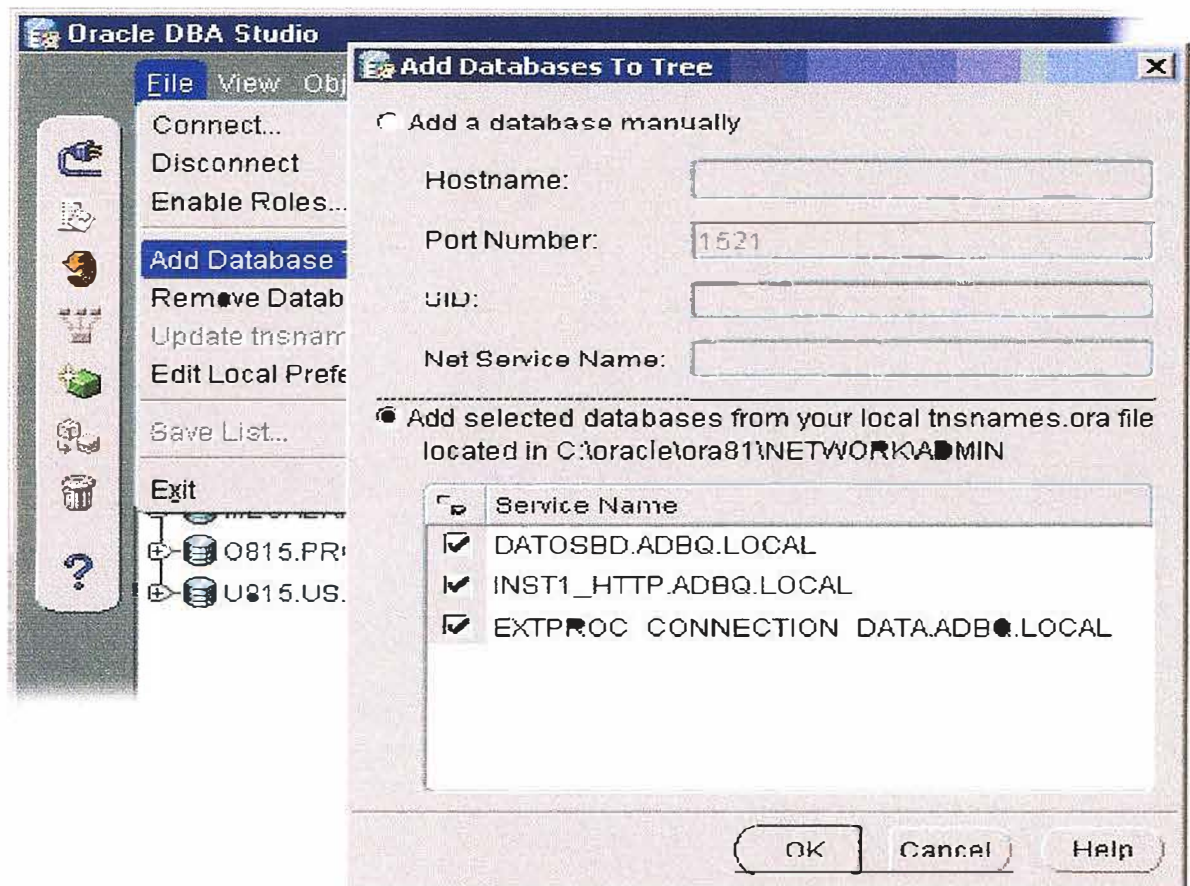 Oracle DBA Studio
File View Obj
Connect...
Disconnect
Enable Roles...
Add Database
Remove Datab
Update tnsnam
Edit Local Prefe
Save List...
Exit
O815.PR
U815.US.
Add Databases To Tree
Add a database manually
Hostname:
Port Number: 1521
SID:
Net Service Name:
Add selected databases from your local tnsnames.ora file
located in C:\oracle\ora81\NETWORK\ADMIN
Service Name
DATOSBD.ADBQ.LOCAL
INST1_HTTP.ADBQ.LOCAL
EXTPROC CONNECTION DATA.ADBQ.LOCAL
OK Cancel Help